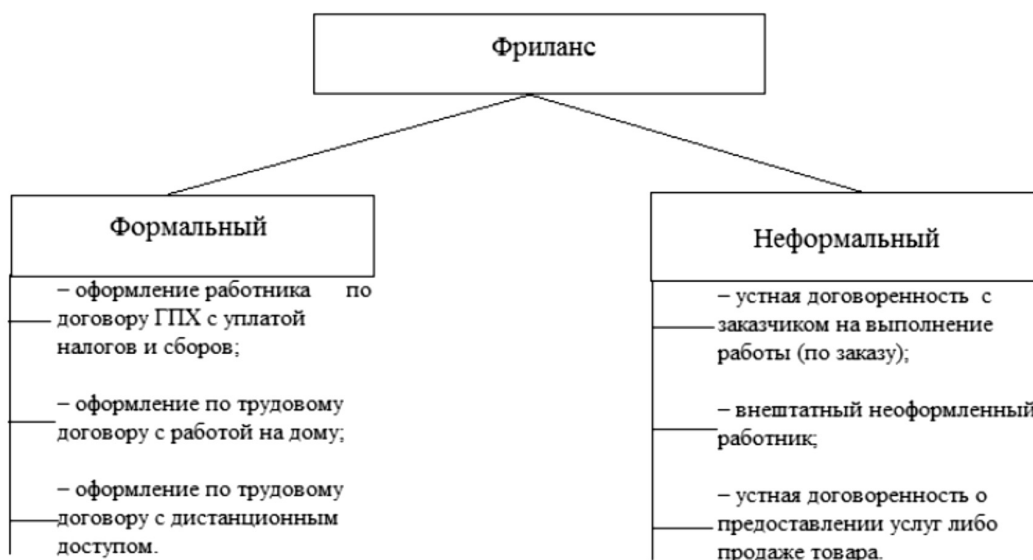 Фриланс
Формальный
– оформление работника по
договору ГПХ с уплатой
налогов и сборов;
– оформление по трудовому
договору с работой на дому;
– оформление по трудовому
договору с дистанционным
доступом.
Неформальный
– устная договоренность с
заказчиком на выполнение
работы (по заказу);
– внештатный неоформленный
работник;
– устная договоренность о
предоставлении услуг либо
продаже товара.